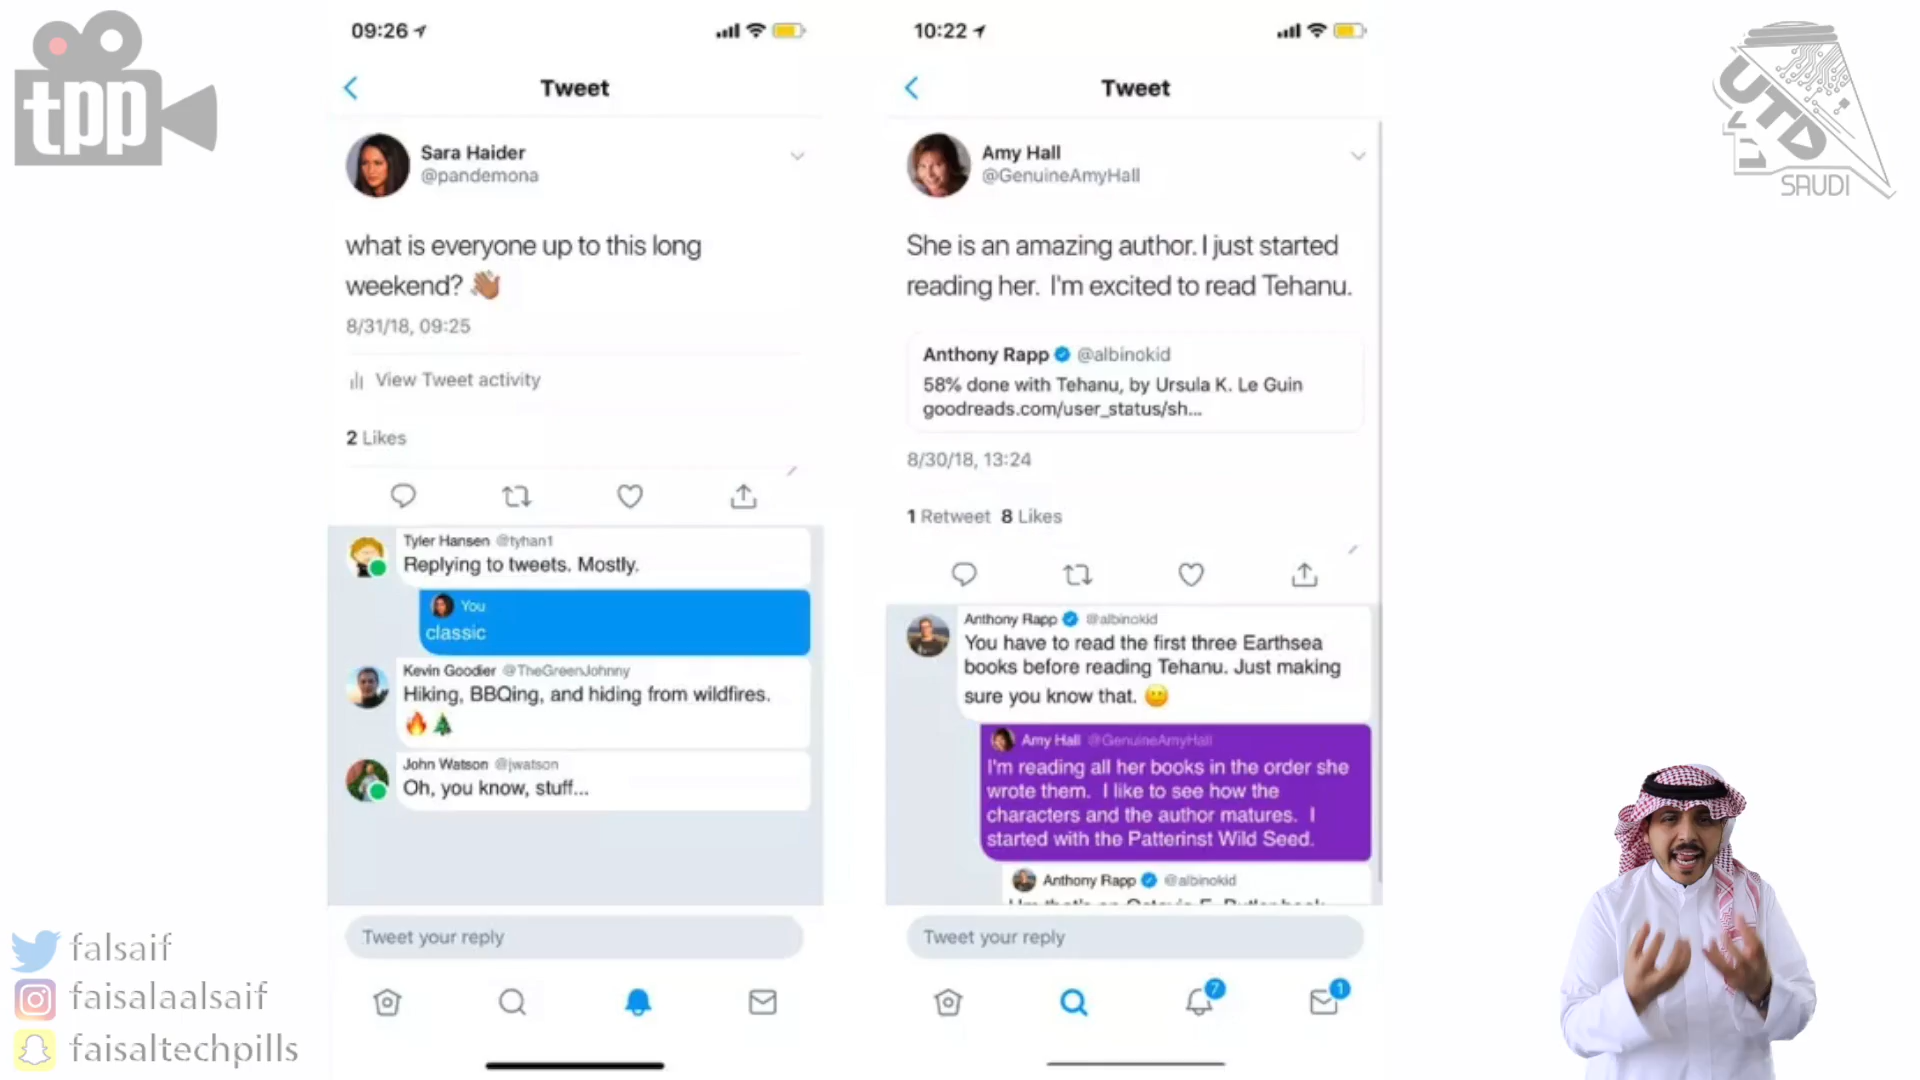 tpp
09:26
Tweet
Sara Haider
@pandemona
what is everyone up to this long
weekend? 👋🏽
8/31/18, 09:25
View Tweet activity
2 Likes
Tyler Hansen @tyhan1
Replying to tweets. Mostly.
You
classic
Kevin Goodier @TheGreenJohnny
Hiking, BBQing, and hiding from wildfires.
🔥🌲
John Watson @jwatson
Oh, you know, stuff...
Tweet your reply
10:22
Tweet
Amy Hall
@GenuineAmyHall
She is an amazing author. I just started
reading her. I'm excited to read Tehanu.
Anthony Rapp @albinokid
58% done with Tehanu, by Ursula K. Le Guin
goodreads.com/user_status/sh...
8/30/18, 13:24
1 Retweet 8 Likes
Anthony Rapp @albinokid
You have to read the first three Earthsea
books before reading Tehanu. Just making
sure you know that. 🙂
Amy Hall @GenuineAmyHall
I'm reading all her books in the order she
wrote them. I like to see how the
characters and the author matures. I
started with the Patterinst Wild Seed.
Anthony Rapp @albinokid
Tweet your reply
7
1
UTD
SAUDI
falsaif
faisalaalsaif
faisaltechpills